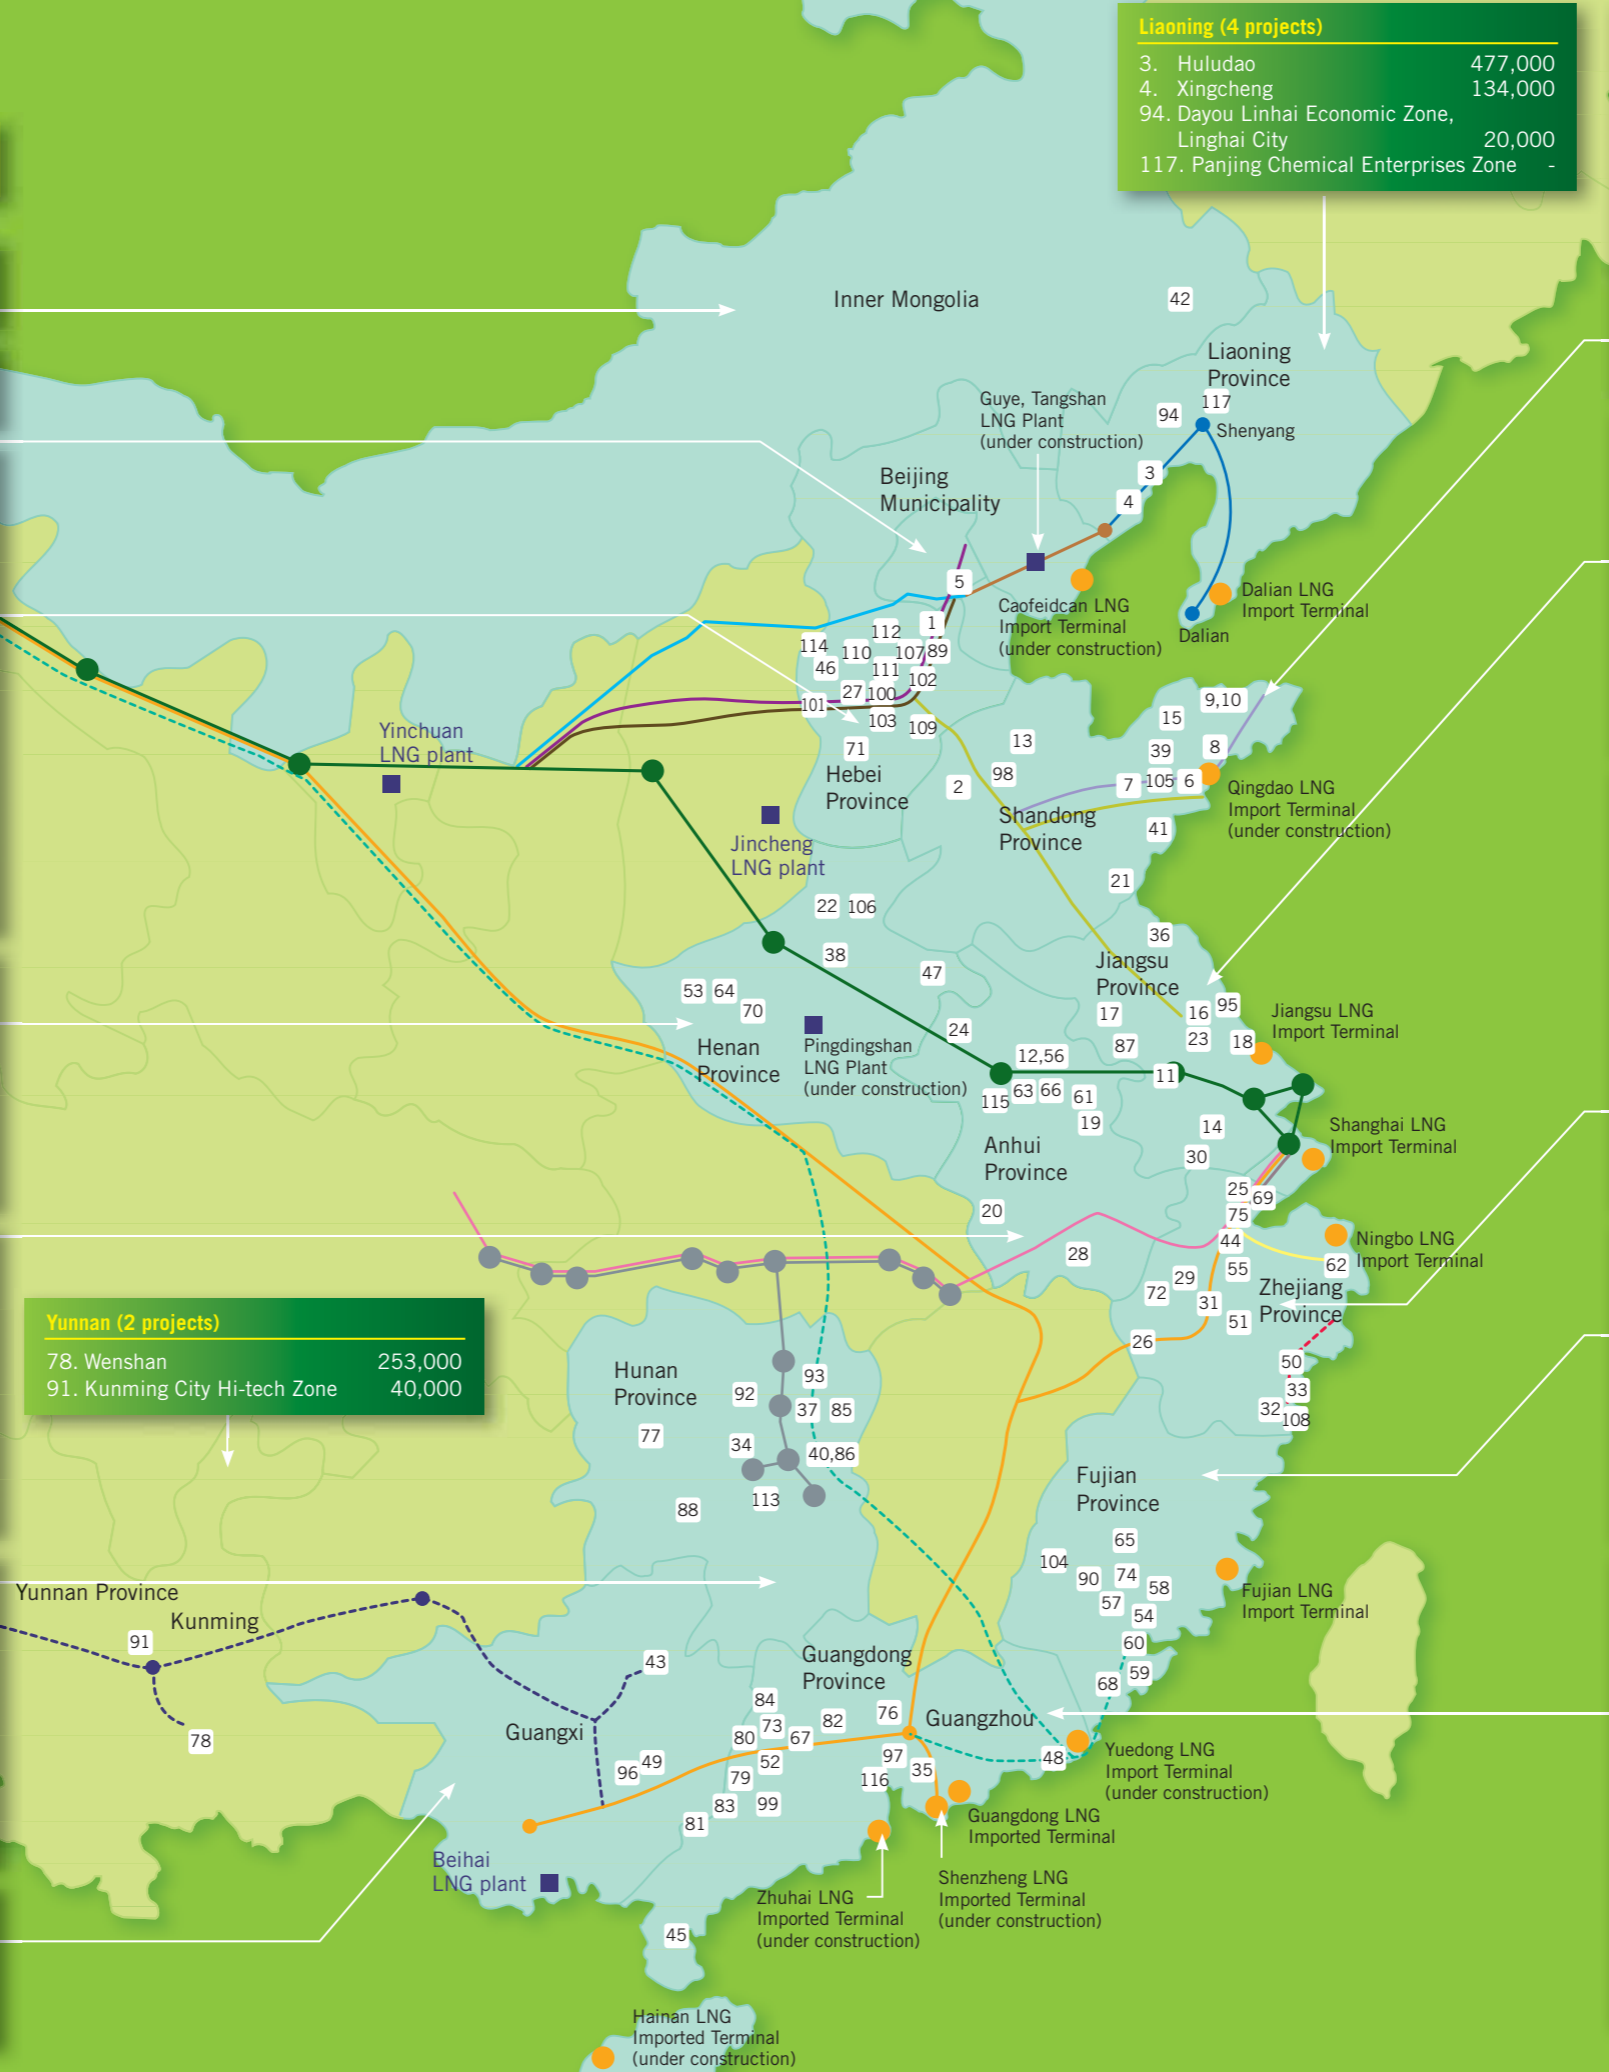 Liaoning (4 projects)
3. Huludao 477,000
4. Xingcheng 134,000
94. Dayou Linhai Economic Zone,
Linghai City 20,000
117. Panjing Chemical Enterprises Zone -
Inner Mongolia
42
Liaoning
Province
117
94
Shenyang
Guye, Tangshan
LNG Plant
(under construction)
3
4
Beijing
Municipality
5
Caofeidcan LNG
Import Terminal
(under construction)
Dalian LNG
Import Terminal
Dalian
1
112
114
110
107
89
46
111
102
27
100
101
103
109
71
Hebei
Province
9,10
15
13
39
8
98
2
7
105
6
Qingdao LNG
Import Terminal
(under construction)
Shandong
Province
41
21
Yinchuan
LNG plant
Jincheng
LNG plant
22
106
36
38
47
Jiangsu
Province
53
64
70
17
16
95
Jiangsu LNG
Import Terminal
24
23
18
87
Henan
Province
Pingdingshan
LNG Plant
(under construction)
12,56
11
115
63
66
61
19
14
Shanghai LNG
Import Terminal
Anhui
Province
30
25
69
20
75
44
Ningbo LNG
Import Terminal
28
55
62
72
29
31
Zhejiang
Province
51
26
50
33
32
108
Yunnan (2 projects)
78. Wenshan 253,000
91. Kunming City Hi-tech Zone 40,000
Hunan
Province
93
92
37
85
77
34
40,86
113
88
Fujian
Province
65
104
90
74
58
57
54
Fujian LNG
Import Terminal
60
59
68
Yunnan Province
Kunming
91
78
43
Guangxi
96
49
Guangdong
Province
84
73
82
76
80
67
Guangzhou
52
97
35
48
79
116
83
99
81
Yuedong LNG
Import Terminal
(under construction)
Guangdong LNG
Imported Terminal
Shenzheng LNG
Imported Terminal
(under construction)
Zhuhai LNG
Imported Terminal
(under construction)
Beihai
LNG plant
45
Hainan LNG
Imported Terminal
(under construction)